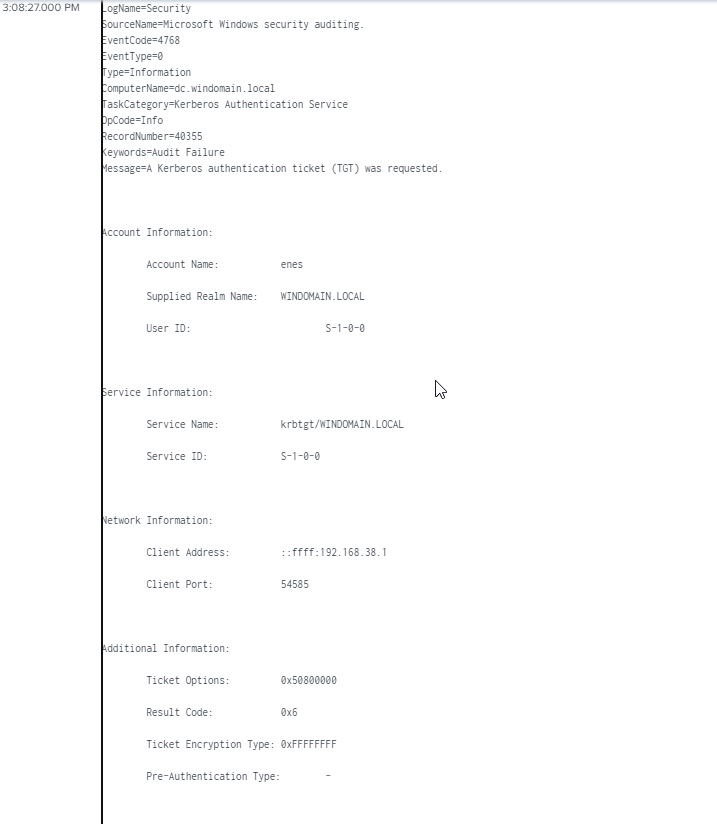 3:08:27.000 PM
LogName=Security
SourceName=Microsoft Windows security auditing.
EventCode=4768
EventType=0
Type=Information
ComputerName=dc.windomain.local
TaskCategory=Kerberos Authentication Service
OpCode=Info
RecordNumber=40355
Keywords=Audit Failure
Message=A Kerberos authentication ticket (TGT) was requested.
Account Information:
Account Name: enes
Supplied Realm Name: WINDOMAIN.LOCAL
User ID: S-1-0-0
Service Information:
Service Name: krbtgt/WINDOMAIN.LOCAL
Service ID: S-1-0-0
Network Information:
Client Address: ::ffff:192.168.38.1
Client Port: 54585
Additional Information:
Ticket Options: 0x50800000
Result Code: 0x6
Ticket Encryption Type: 0xFFFFFFFF
Pre-Authentication Type: -